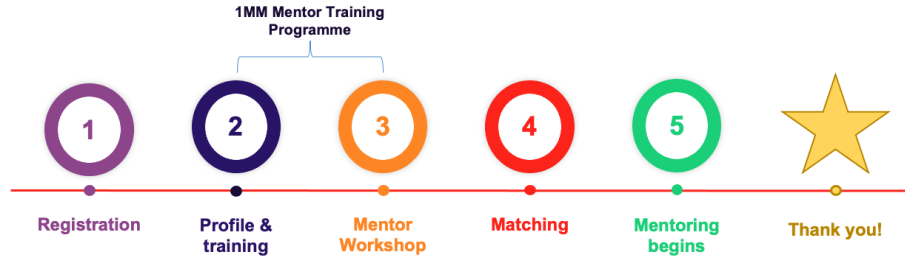 1MM Mentor Training
Programme
1
2
3
4
5
Registration
Profile &
training
Mentor
Workshop
Matching
Mentoring
begins
Thank you!